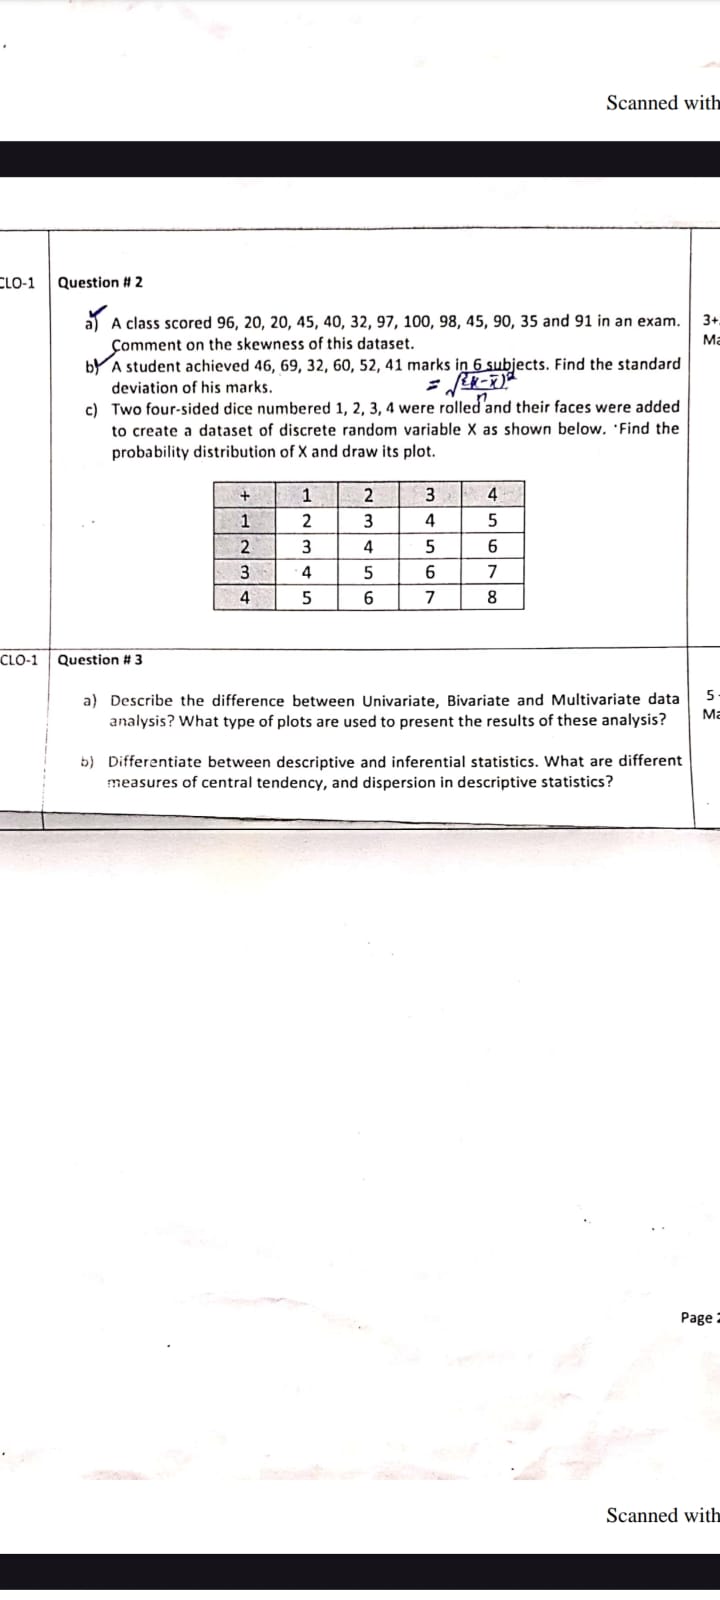 Scanned with
CLO-1
Question # 2
3+
Ma
a) A class scored 96, 20, 20, 45, 40, 32, 97, 100, 98, 45, 90, 35 and 91 in an exam.
Comment on the skewness of this dataset.
b) A student achieved 46, 69, 32, 60, 52, 41 marks in 6 subjects. Find the standard
deviation of his marks.
c) Two four-sided dice numbered 1, 2, 3, 4 were rolled and their faces were added
to create a dataset of discrete random variable X as shown below. Find the
probability distribution of X and draw its plot.
+ 1 2 3 4
1 2 3 4 5
2 3 4 5 6
3 4 5 6 7
4 5 6 7 8
CLO-1
Question # 3
5
Ma
a) Describe the difference between Univariate, Bivariate and Multivariate data
analysis? What type of plots are used to present the results of these analysis?
b) Differentiate between descriptive and inferential statistics. What are different
measures of central tendency, and dispersion in descriptive statistics?
Page 2
Scanned with